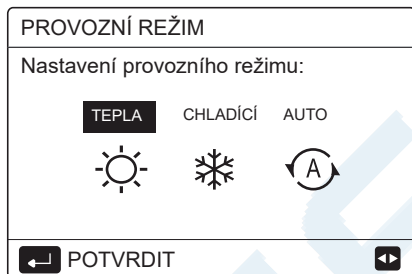 PROVOZNÍ REŽIM
Nastavení provozního režimu:
TEPLA CHLADÍCÍ AUTO
A
POTVRDIT